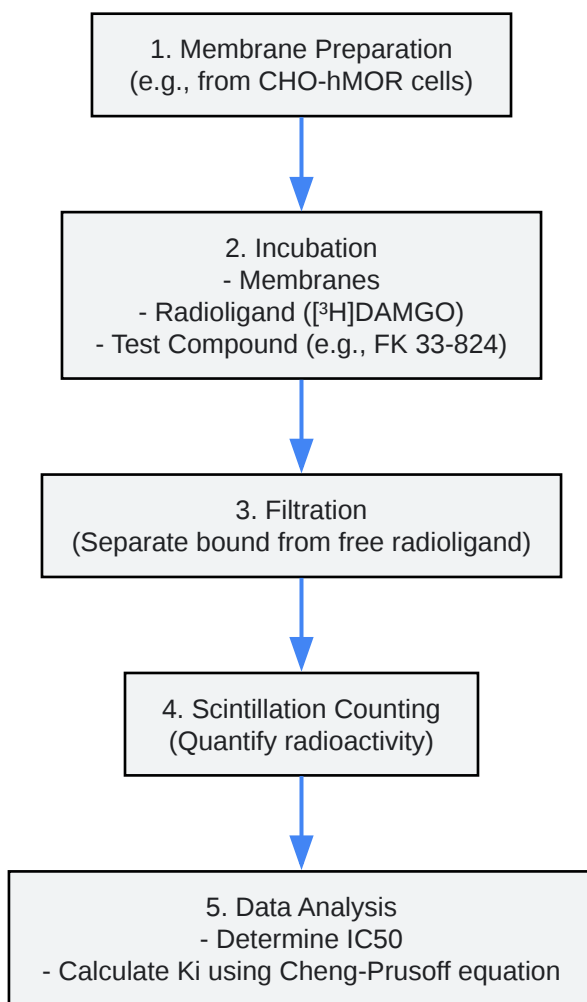 1. Membrane Preparation
(e.g., from CHO-hMOR cells)
2. Incubation
- Membranes
- Radioligand ([³H]DAMGO)
- Test Compound (e.g., FK 33-824)
3. Filtration
(Separate bound from free radioligand)
4. Scintillation Counting
(Quantify radioactivity)
5. Data Analysis
- Determine IC50
- Calculate Ki using Cheng-Prusoff equation